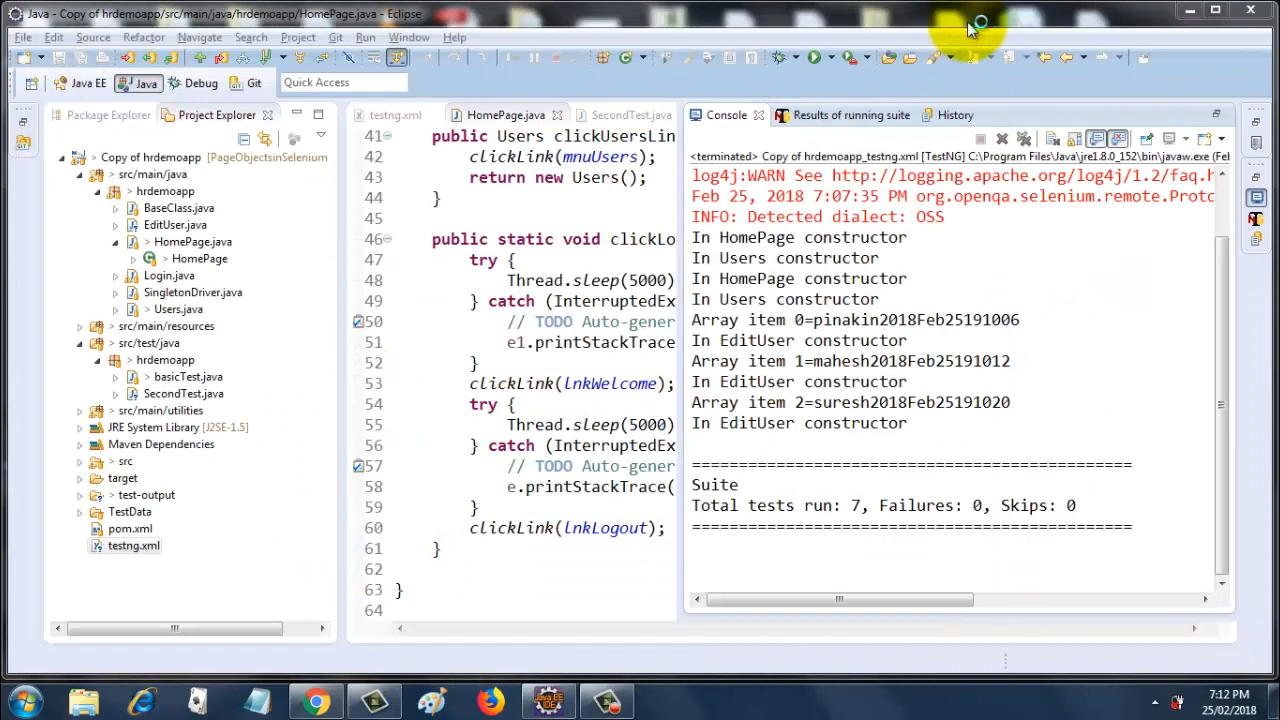 Java - Copy of hrdemoapp/src/main/java/hrdemoapp/HomePage.java - Eclipse
File Edit Source Refactor Navigate Search Project Git Run Window Help
Java EE Java Debug Git Quick Access
Package Explorer Project Explorer
Copy of hrdemoapp [PageObjectsinSelenium
src/main/java
hrdemoapp
BaseClass.java
EditUser.java
> HomePage.java
> HomePage
Login.java
SingletonDriver.java
> Users.java
src/main/resources
> src/test/java
hrdemoapp
> basicTest.java
> SecondTest.java
src/main/utilities
JRE System Library [J2SE-1.5]
Maven Dependencies
> src
target
> test-output
TestData
pom.xml
testng.xml
testng.xml HomePage.java SecondTest.java
41 public Users clickUsersLin
42 clickLink(mnuUsers);
43 return new Users();
44 }
45
46 public static void clickLo
47 try {
48 Thread.sleep(5000)
49 } catch (InterruptedEx
50 // TODO Auto-gener
51 e1.printStackTrace
52 }
53 clickLink(lnkWelcome);
54 try {
55 Thread.sleep(5000)
56 } catch (InterruptedEx
57 // TODO Auto-gener
58 e.printStackTrace(
59 }
60 clickLink(lnkLogout);
61 }
62
63 }
64
Console Results of running suite History
<terminated> Copy of hrdemoapp_testng.xml [TestNG] C:\Program Files\Java\jre1.8.0_152\bin\javaw.exe (Feb
log4j:WARN See http://logging.apache.org/log4j/1.2/faq.h
Feb 25, 2018 7:07:35 PM org.openqa.selenium.remote.Proto
INFO: Detected dialect: OSS
In HomePage constructor
In Users constructor
In HomePage constructor
In Users constructor
Array item 0=pinakin2018Feb25191006
In EditUser constructor
Array item 1=mahesh2018Feb25191012
In EditUser constructor
Array item 2=suresh2018Feb25191020
In EditUser constructor
===============================================
Suite
Total tests run: 7, Failures: 0, Skips: 0
===============================================
7:12 PM
25/02/2018